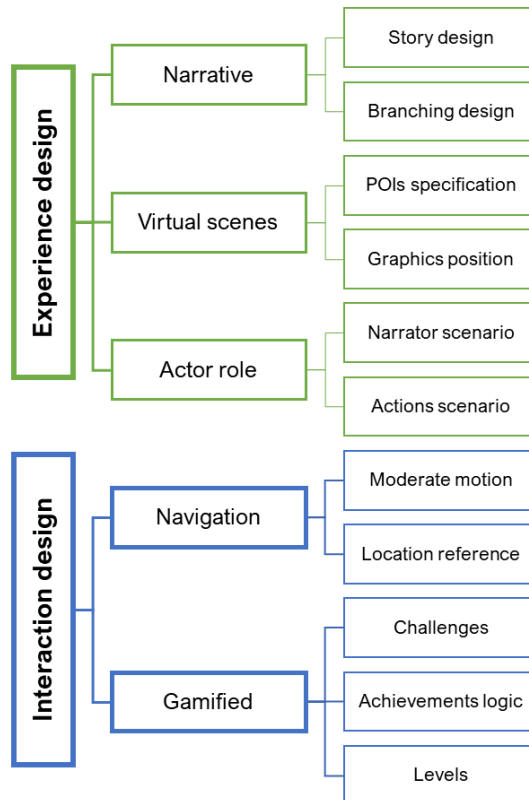 Experience design
Narrative
Story design
Branching design
Virtual scenes
POIs specification
Graphics position
Actor role
Narrator scenario
Actions scenario
Interaction design
Navigation
Moderate motion
Location reference
Gamified
Challenges
Achievements logic
Levels